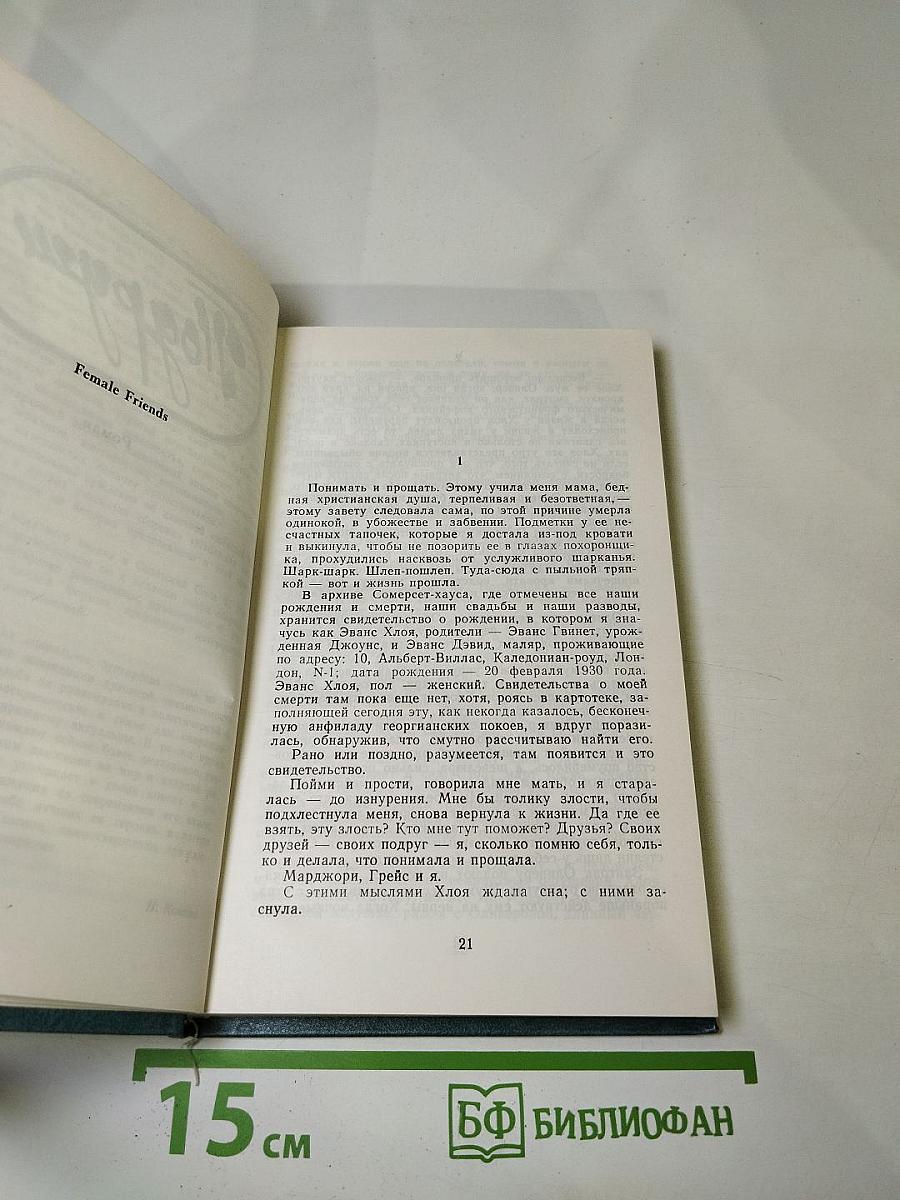 Female Friends
1
Понимать и прощать. Этому учила меня мама, бед-
ная христианская душа, терпеливая и безответная,—
этому завету следовала сама, по этой причине умерла
одинокой, в убожестве и забвении. Подметки у ее не-
счастных тапочек, которые я достала из-под кровати
и выкинула, чтобы не позорить ее в глазах похоронщи-
ка, прохудились насквозь от услужливого шарканья.
Шарк-шарк. Шлеп-пошлеп. Туда-сюда с пыльной тряп-
кой — вот и жизнь прошла.
В архиве Сомерсет-хауса, где отмечены все наши
рождения и смерти, наши свадьбы и наши разводы,
хранится свидетельство о рождении, в котором я зна-
чусь как Эванс Хлоя, родители — Эванс Гвинет, урож-
денная Джоунс, и Эванс Дэвид, маляр, проживающие
по адресу: 10, Альберт-Виллас, Каледониан-роуд, Лон-
дон, N-1; дата рождения — 20 февраля 1930 года.
Эванс Хлоя, пол — женский. Свидетельства о моей
смерти там пока еще нет, хотя, роясь в картотеке, за-
полняющей сегодня эту, как некогда казалось, бесконеч-
ную анфиладу георгианских покоев, я вдруг порази-
лась, обнаружив, что смутно рассчитываю найти его.
Рано или поздно, разумеется, там появится и это
свидетельство.
Пойми и прости, говорила мне мать, и я стара-
лась — до изнурения. Мне бы толику злости, чтобы
подхлестнула меня, снова вернула к жизни. Да где ее
взять, эту злость? Кто мне тут поможет? Друзья? Своих
друзей — своих подруг — я, сколько помню себя, толь-
ко и делала, что понимала и прощала.
Марджори, Грейс и я.
С этими мыслями Хлоя ждала сна; с ними за-
снула.
21
15 см
БФ БИБЛИОФАН